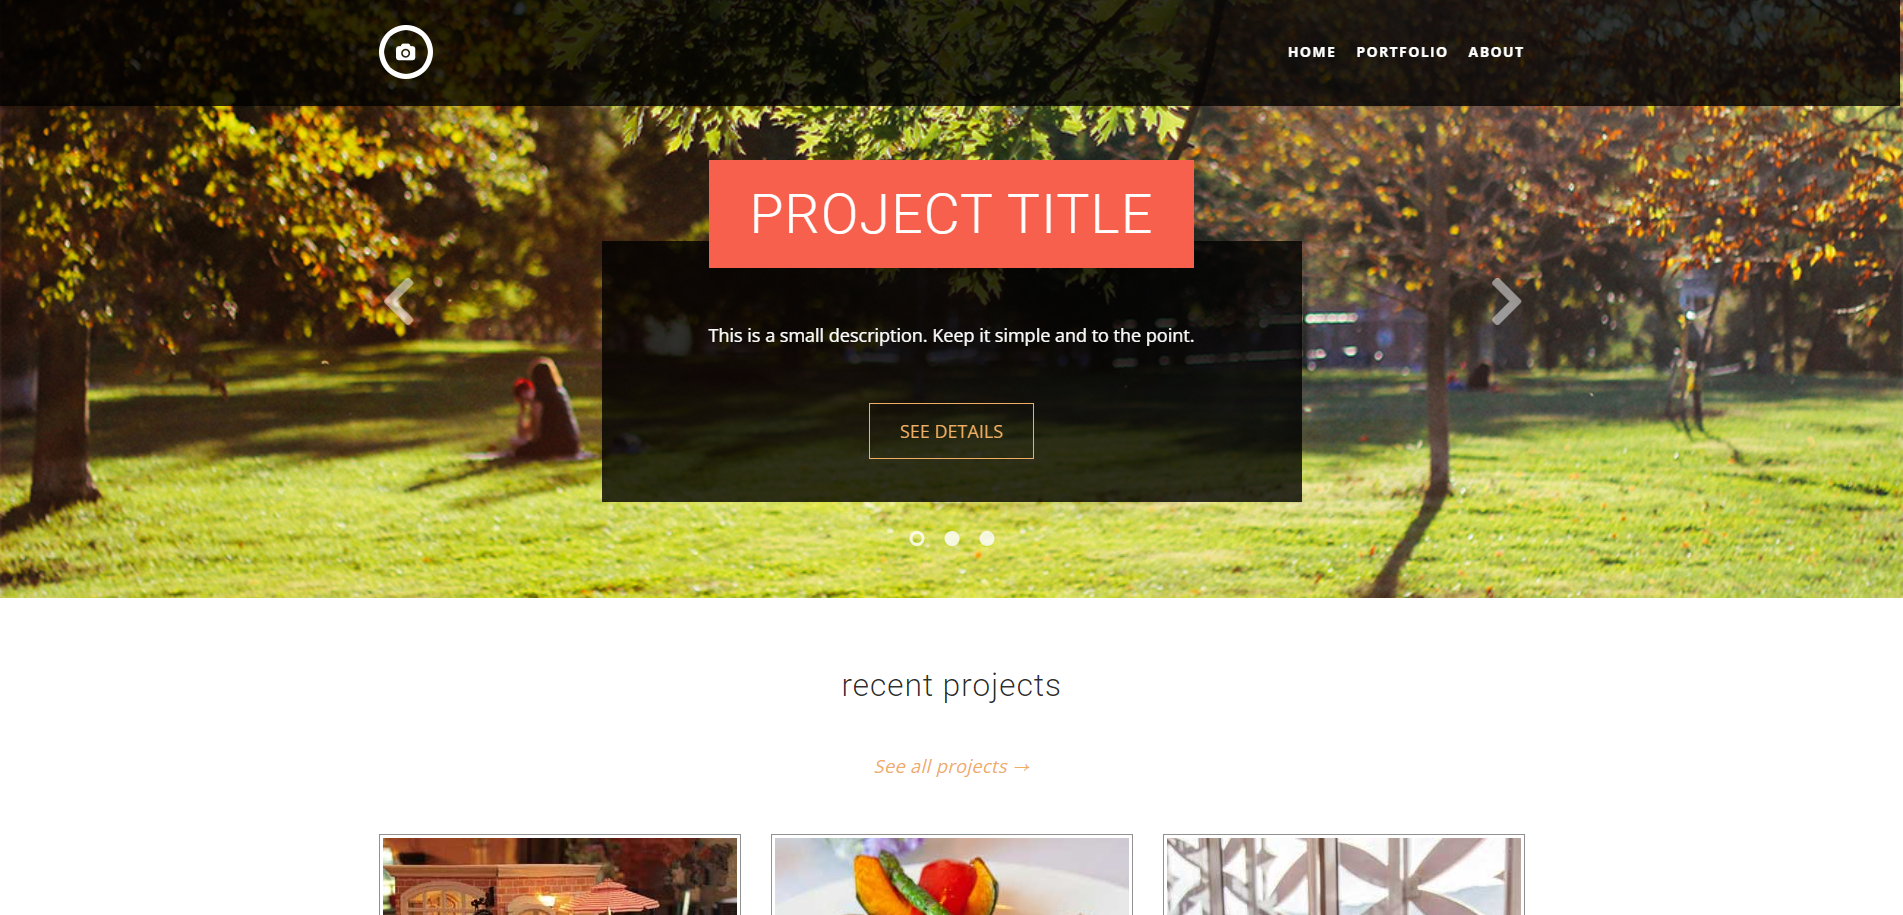 HOME PORTFOLIO ABOUT
PROJECT TITLE
This is a small description. Keep it simple and to the point.
SEE DETAILS
recent projects
See all projects →